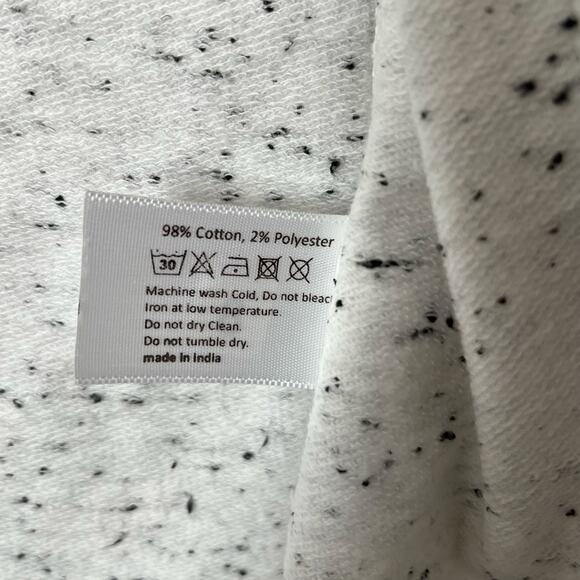 98% Cotton, 2% Polyester
30
Machine wash Cold, Do not bleac
Iron at low temperature.
Do not dry Clean.
Do not tumble dry.
made in india